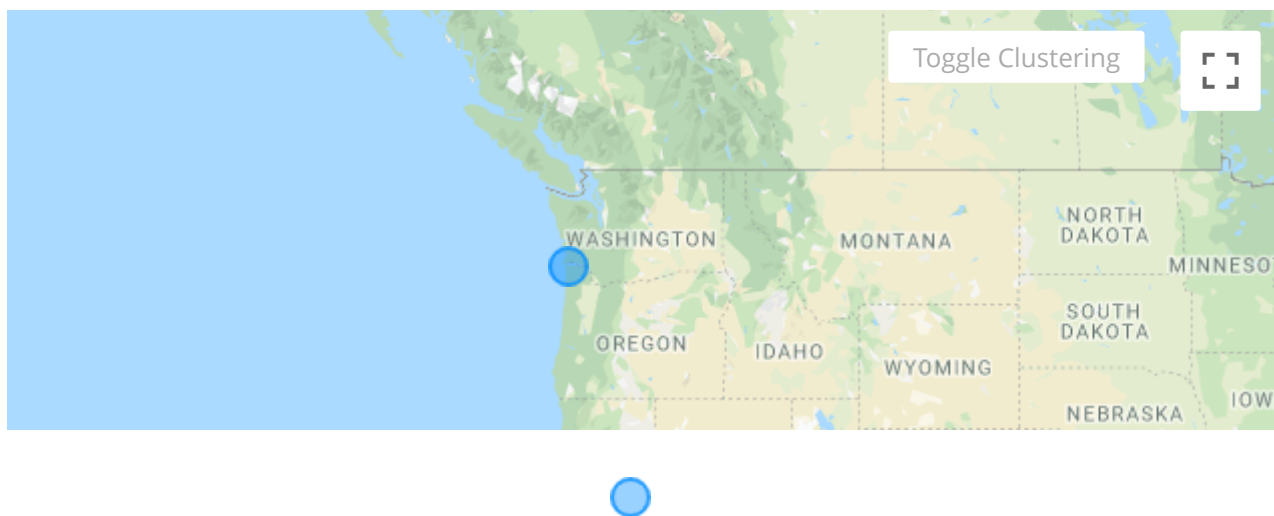 Toggle Clustering
WASHINGTON
MONTANA
NORTH
DAKOTA
MINNESO
OREGON
IDAHO
WYOMING
SOUTH
DAKOTA
NEBRASKA
IOW